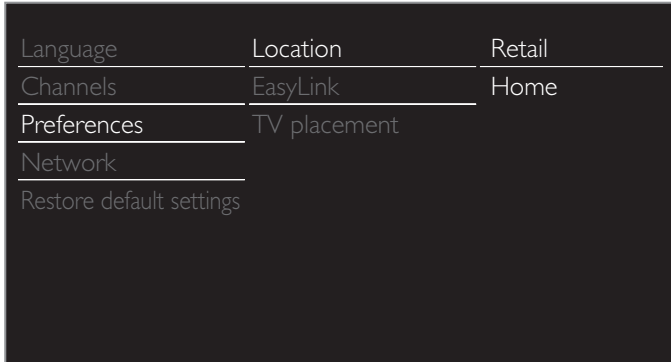 Language
Channels
Preferences
Network
Restore default settings
Location
EasyLink
TV placement
Retail
Home